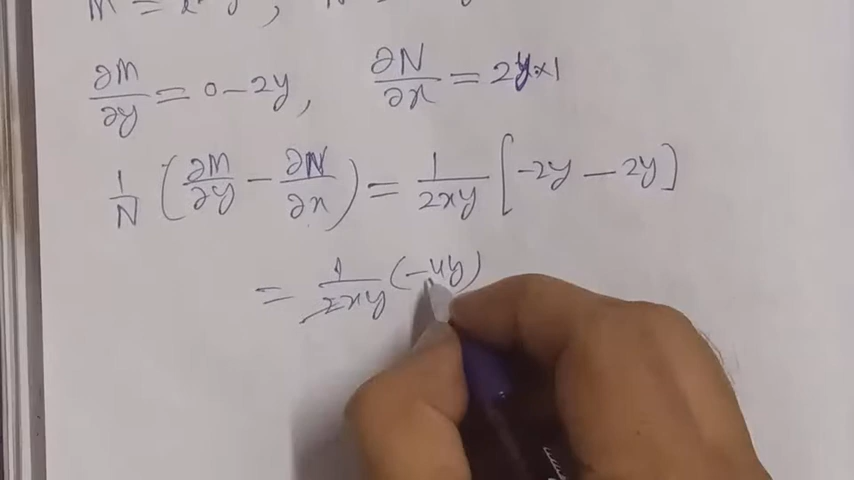 ∂M/∂y = 0 - 2y, ∂N/∂x = 2y×1
1/N (∂M/∂y - ∂N/∂x) = 1/2xy [-2y - 2y]
= 1/2xy (-4y)